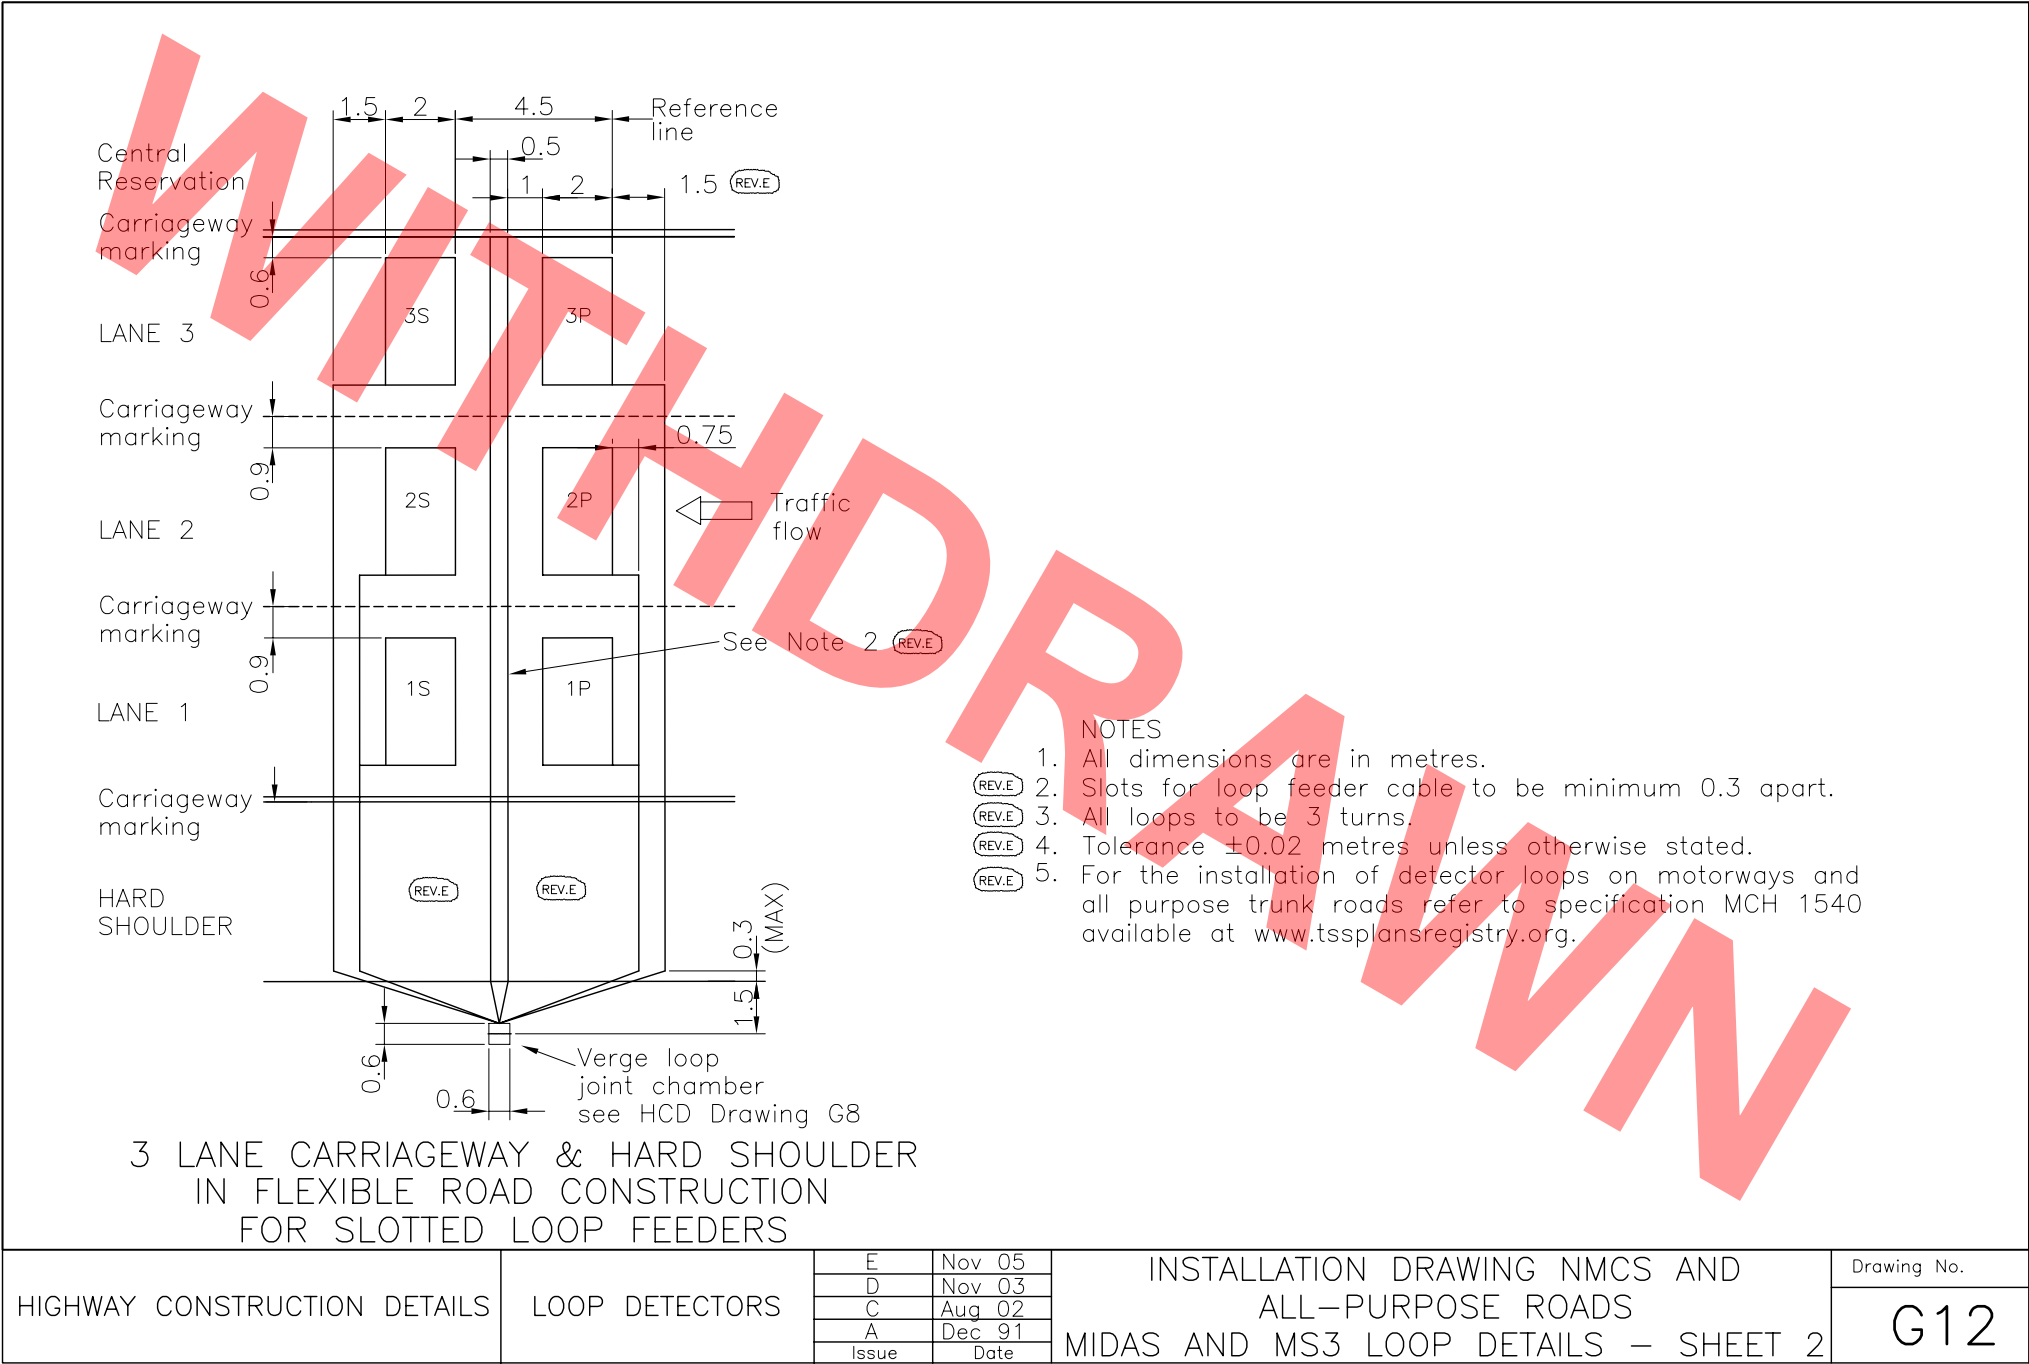 1.5 2 4.5 Reference
line
0.5
Central
Reservation
1 2 1.5 REV.E
Carriageway
marking
0.6
3S 3P
LANE 3
Carriageway
marking
0.75
0.9
2S 2P
Traffic
flow
LANE 2
Carriageway
marking
See Note 2 REV.E
0.9
1S 1P
LANE 1
Carriageway
marking
HARD
SHOULDER
REV.E REV.E
0.3
(MAX)
1.5
0.6
0.6
Verge loop
joint chamber
see HCD Drawing G8
NOTES
1. All dimensions are in metres.
REV.E 2. Slots for loop feeder cable to be minimum 0.3 apart.
REV.E 3. All loops to be 3 turns.
REV.E 4. Tolerance ±0.02 metres unless otherwise stated.
REV.E 5. For the installation of detector loops on motorways and
all purpose trunk roads refer to specification MCH 1540
available at www.tssplansregistry.org.
WITHDRAWN
3 LANE CARRIAGEWAY & HARD SHOULDER
IN FLEXIBLE ROAD CONSTRUCTION
FOR SLOTTED LOOP FEEDERS
HIGHWAY CONSTRUCTION DETAILS
LOOP DETECTORS
E Nov 05
D Nov 03
C Aug 02
A Dec 91
Issue Date
INSTALLATION DRAWING NMCS AND
ALL-PURPOSE ROADS
MIDAS AND MS3 LOOP DETAILS - SHEET 2
Drawing No.
G12